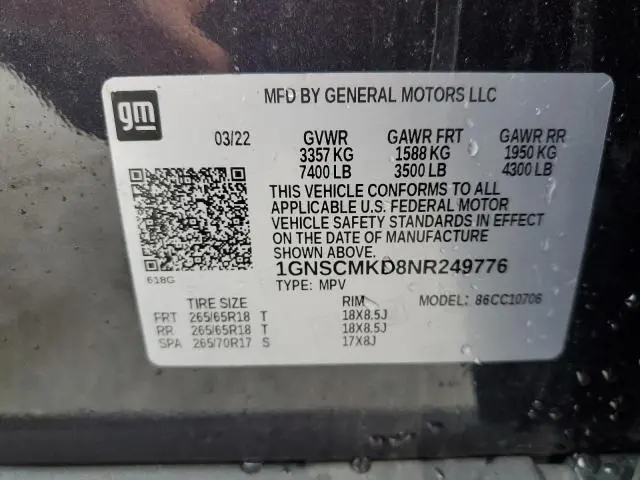 gm
MFD BY GENERAL MOTORS LLC
03/22 GVWR GAWR FRT GAWR RR
3357 KG 1588 KG 1950 KG
7400 LB 3500 LB 4300 LB
THIS VEHICLE CONFORMS TO ALL
APPLICABLE U.S. FEDERAL MOTOR
VEHICLE SAFETY STANDARDS IN EFFECT
ON THE DATE OF MANUFACTURE
SHOWN ABOVE.
1GNSCMKD8NR249776
618G
TYPE: MPV MODEL: 86CC10706
TIRE SIZE RIM
FRT 265/65R18 T 18X8.5J
RR 265/65R18 T 18X8.5J
SPA 265/70R17 S 17X8J